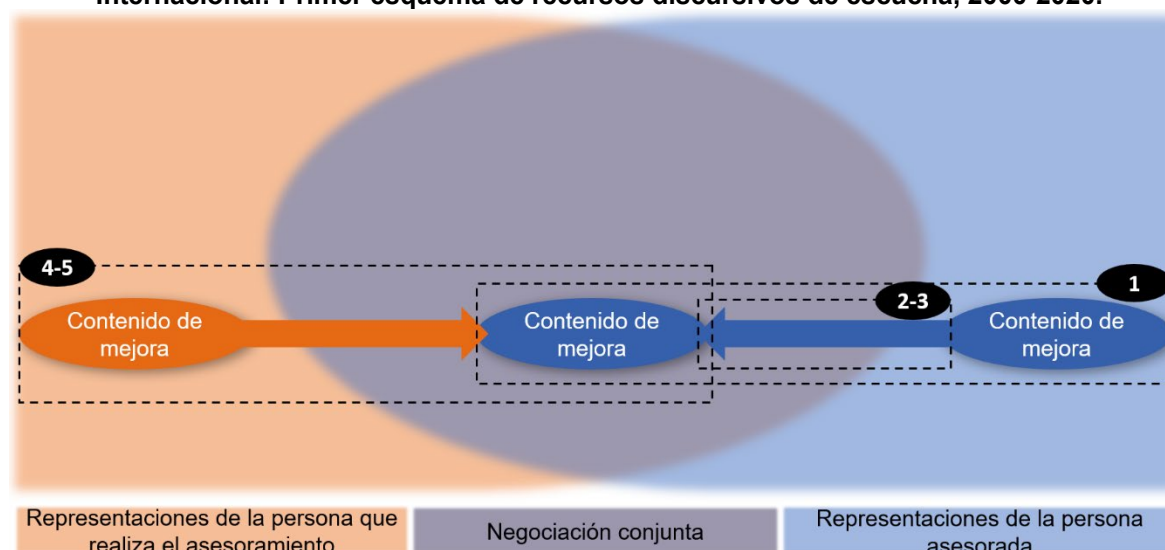 Internacional. Primer esquema de recursos discursivos de escucha, 2000-2020.
4-5
1
2-3
Contenido de
mejora
Contenido de
mejora
Contenido de
mejora
Representaciones de la persona que
realiza el asesoramiento
Negociación conjunta
Representaciones de la persona
asesorada